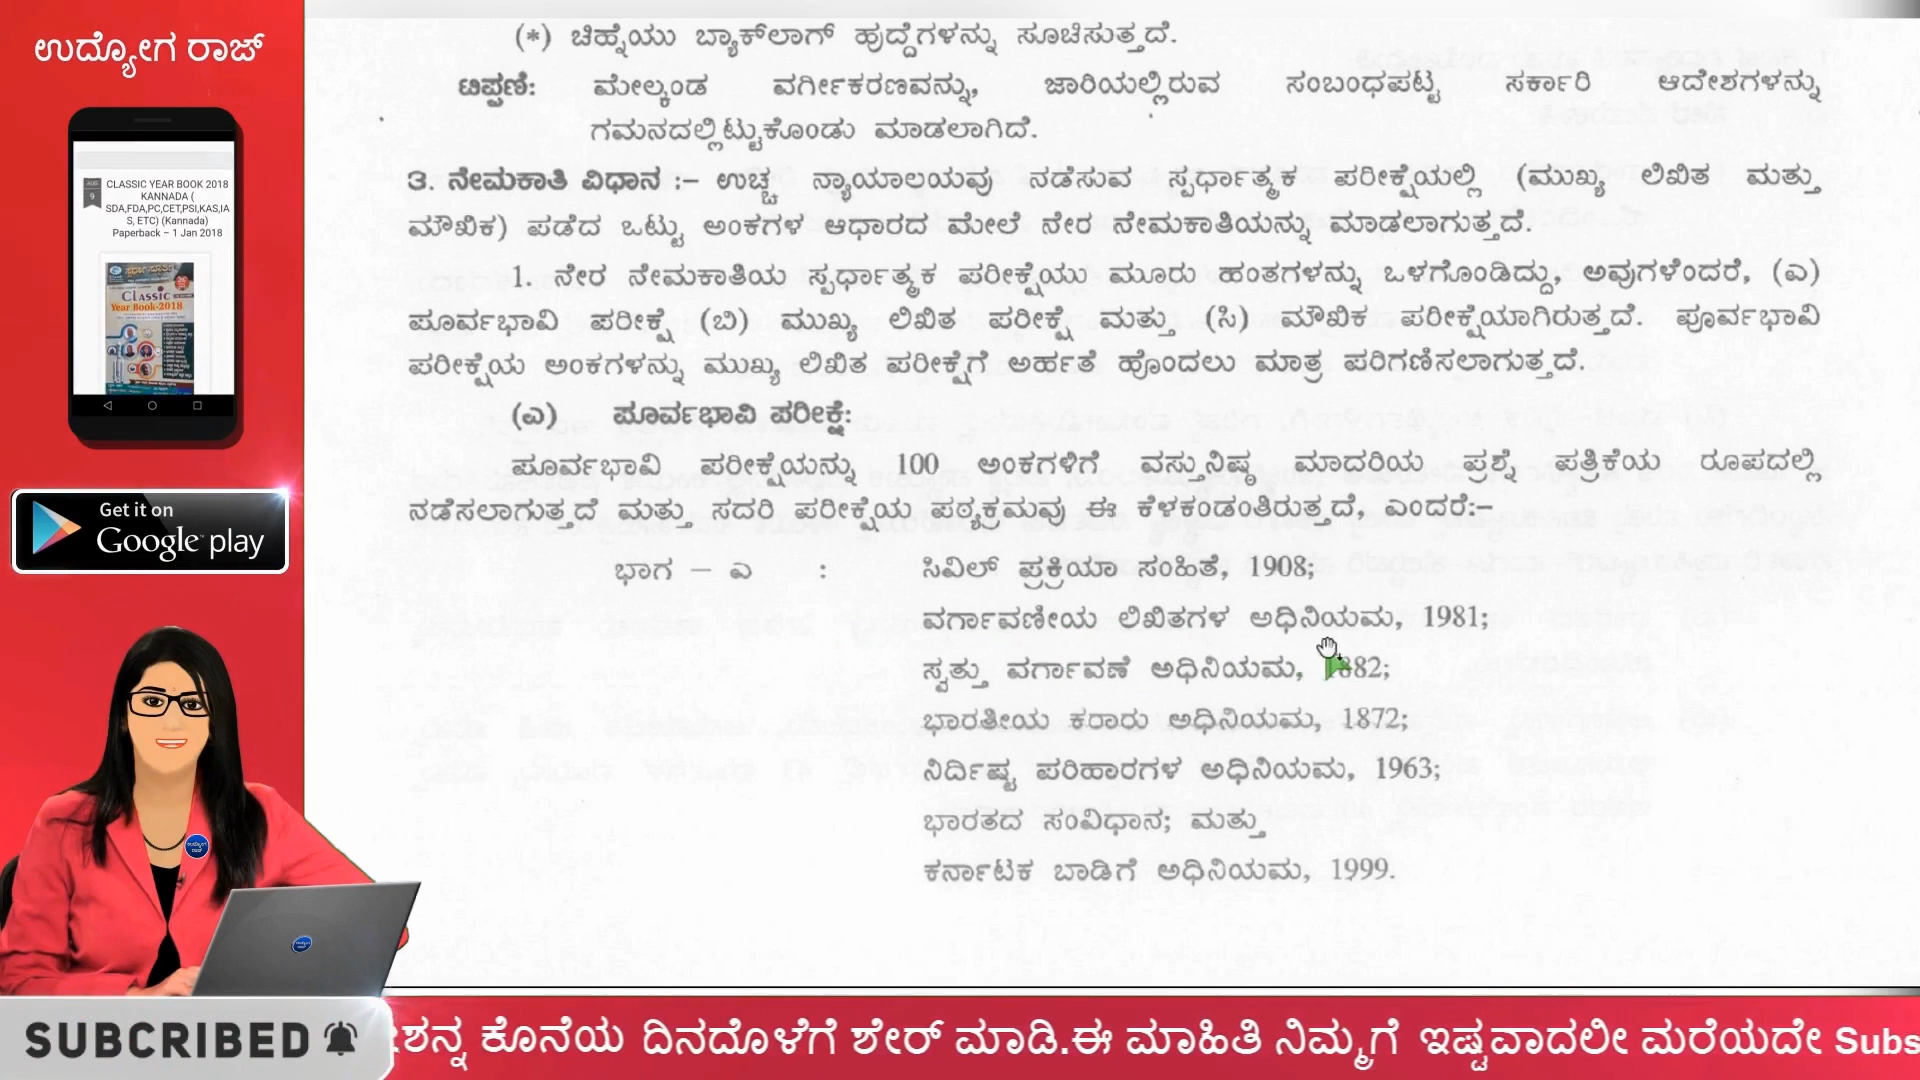 ಉದ್ಯೋಗ ರಾಜ್
AUG
9
CLASSIC YEAR BOOK 2018
KANNADA (
SDA,FDA,PC,CET,PSI,KAS,IA
S, ETC) (Kannada)
Paperback – 1 Jan 2018
Classic
Year Book-2018
Get it on
Google play
(*) ಚಿಹ್ನೆಯು ಬ್ಯಾಕ್‌ಲಾಗ್ ಹುದ್ದೆಗಳನ್ನು ಸೂಚಿಸುತ್ತದೆ.
ಟಿಪ್ಪಣಿ: ಮೇಲ್ಕಂಡ ವರ್ಗೀಕರಣವನ್ನು, ಜಾರಿಯಲ್ಲಿರುವ ಸಂಬಂಧಪಟ್ಟ ಸರ್ಕಾರಿ ಆದೇಶಗಳನ್ನು
ಗಮನದಲ್ಲಿಟ್ಟುಕೊಂಡು ಮಾಡಲಾಗಿದೆ.
3. ನೇಮಕಾತಿ ವಿಧಾನ :- ಉಚ್ಛ ನ್ಯಾಯಾಲಯವು ನಡೆಸುವ ಸ್ಪರ್ಧಾತ್ಮಕ ಪರೀಕ್ಷೆಯಲ್ಲಿ (ಮುಖ್ಯ ಲಿಖಿತ ಮತ್ತು
ಮೌಖಿಕ) ಪಡೆದ ಒಟ್ಟು ಅಂಕಗಳ ಆಧಾರದ ಮೇಲೆ ನೇರ ನೇಮಕಾತಿಯನ್ನು ಮಾಡಲಾಗುತ್ತದೆ.
1. ನೇರ ನೇಮಕಾತಿಯ ಸ್ಪರ್ಧಾತ್ಮಕ ಪರೀಕ್ಷೆಯು ಮೂರು ಹಂತಗಳನ್ನು ಒಳಗೊಂಡಿದ್ದು, ಅವುಗಳೆಂದರೆ, (ಎ)
ಪೂರ್ವಭಾವಿ ಪರೀಕ್ಷೆ (ಬಿ) ಮುಖ್ಯ ಲಿಖಿತ ಪರೀಕ್ಷೆ ಮತ್ತು (ಸಿ) ಮೌಖಿಕ ಪರೀಕ್ಷೆಯಾಗಿರುತ್ತದೆ. ಪೂರ್ವಭಾವಿ
ಪರೀಕ್ಷೆಯ ಅಂಕಗಳನ್ನು ಮುಖ್ಯ ಲಿಖಿತ ಪರೀಕ್ಷೆಗೆ ಅರ್ಹತೆ ಹೊಂದಲು ಮಾತ್ರ ಪರಿಗಣಿಸಲಾಗುತ್ತದೆ.
(ಎ) ಪೂರ್ವಭಾವಿ ಪರೀಕ್ಷೆ:
ಪೂರ್ವಭಾವಿ ಪರೀಕ್ಷೆಯನ್ನು 100 ಅಂಕಗಳಿಗೆ ವಸ್ತುನಿಷ್ಠ ಮಾದರಿಯ ಪ್ರಶ್ನೆ ಪತ್ರಿಕೆಯ ರೂಪದಲ್ಲಿ
ನಡೆಸಲಾಗುತ್ತದೆ ಮತ್ತು ಸದರಿ ಪರೀಕ್ಷೆಯ ಪಠ್ಯಕ್ರಮವು ಈ ಕೆಳಕಂಡಂತಿರುತ್ತದೆ, ಎಂದರೆ:-
ಭಾಗ – ಎ : ಸಿವಿಲ್ ಪ್ರಕ್ರಿಯಾ ಸಂಹಿತೆ, 1908;
ವರ್ಗಾವಣೀಯ ಲಿಖಿತಗಳ ಅಧಿನಿಯಮ, 1981;
ಸ್ವತ್ತು ವರ್ಗಾವಣೆ ಅಧಿನಿಯಮ, 1882;
ಭಾರತೀಯ ಕರಾರು ಅಧಿನಿಯಮ, 1872;
ನಿರ್ದಿಷ್ಟ ಪರಿಹಾರಗಳ ಅಧಿನಿಯಮ, 1963;
ಭಾರತದ ಸಂವಿಧಾನ; ಮತ್ತು
ಕರ್ನಾಟಕ ಬಾಡಿಗೆ ಅಧಿನಿಯಮ, 1999.
SUBCRIBED
ಶನ್ನ ಕೊನೆಯ ದಿನದೊಳೆಗೆ ಶೇರ್ ಮಾಡಿ.ಈ ಮಾಹಿತಿ ನಿಮ್ಮಗೆ ಇಷ್ಟವಾದಲೀ ಮರೆಯದೇ Subs